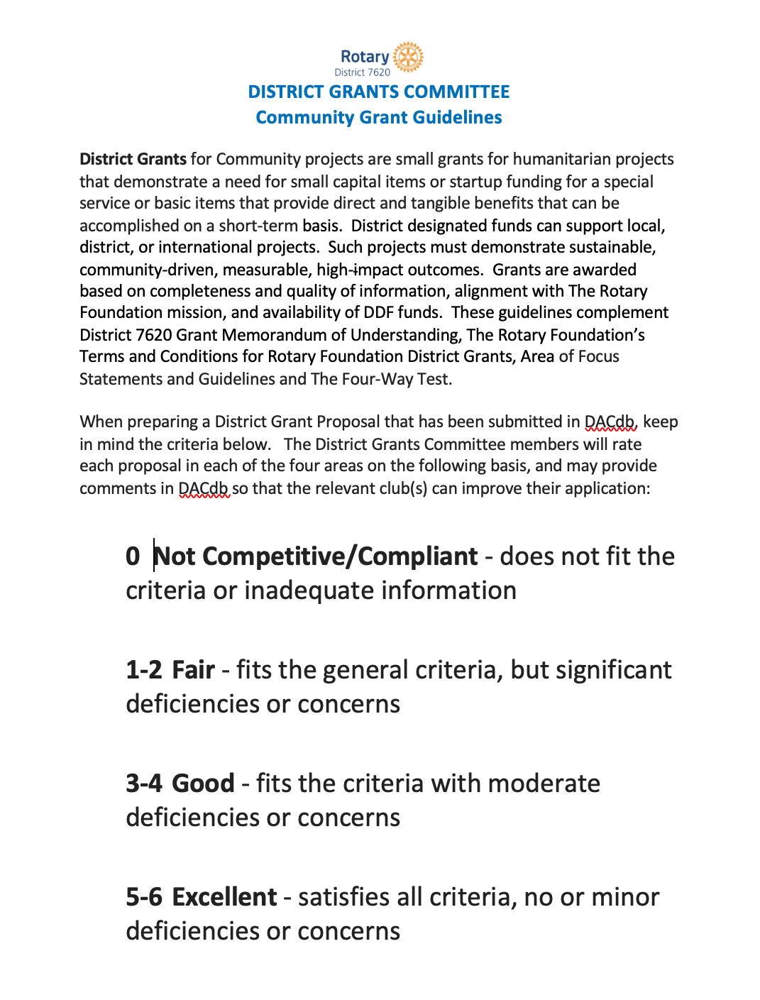 Rotary
District 7620
DISTRICT GRANTS COMMITTEE
Community Grant Guidelines
District Grants for Community projects are small grants for humanitarian projects
that demonstrate a need for small capital items or startup funding for a special
service or basic items that provide direct and tangible benefits that can be
accomplished on a short-term basis.  District designated funds can support local,
district, or international projects.  Such projects must demonstrate sustainable,
community-driven, measurable, high-impact outcomes.  Grants are awarded
based on completeness and quality of information, alignment with The Rotary
Foundation mission, and availability of DDF funds.  These guidelines complement
District 7620 Grant Memorandum of Understanding, The Rotary Foundation’s
Terms and Conditions for Rotary Foundation District Grants, Area of Focus
Statements and Guidelines and The Four-Way Test.
When preparing a District Grant Proposal that has been submitted in DACdb, keep
in mind the criteria below.   The District Grants Committee members will rate
each proposal in each of the four areas on the following basis, and may provide
comments in DACdb so that the relevant club(s) can improve their application:
0  Not Competitive/Compliant - does not fit the
criteria or inadequate information
1-2 Fair - fits the general criteria, but significant
deficiencies or concerns
3-4 Good - fits the criteria with moderate
deficiencies or concerns
5-6 Excellent - satisfies all criteria, no or minor
deficiencies or concerns